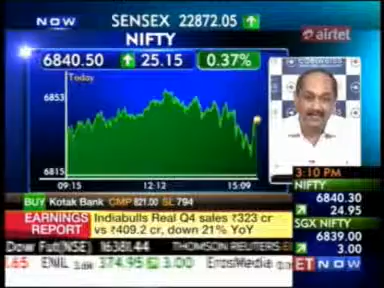 NOW SENSEX 22872.05
airtel
NIFTY
6840.50 25.15 0.37%
Today
6853
6815
09:15 12:12 15:09
3:10 PM
NIFTY
6840.30
24.95
SGX NIFTY
6839.00
3.00
BUY Kotak Bank CMP 821.00 SL 794
EARNINGS REPORT
Indiabulls Real Q4 sales ₹323 cr
vs ₹409.2 cr, down 21% YoY
Dow Fut(NSE) 16381.44 THOMSON REUTERS
ENIL 374.95 3.00 ErosMedia
ET NOW